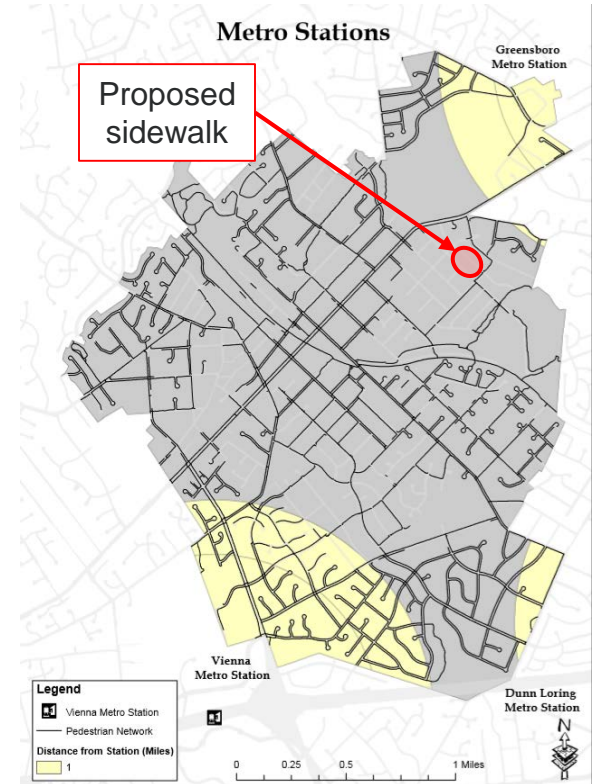 Metro Stations
Greensboro
Metro Station
Proposed
sidewalk
Vienna
Metro Station
Dunn Loring
Metro Station
Legend
Vienna Metro Station
Pedestrian Network
Distance from Station (Miles)
1
0 0.25 0.5 1 Miles
N